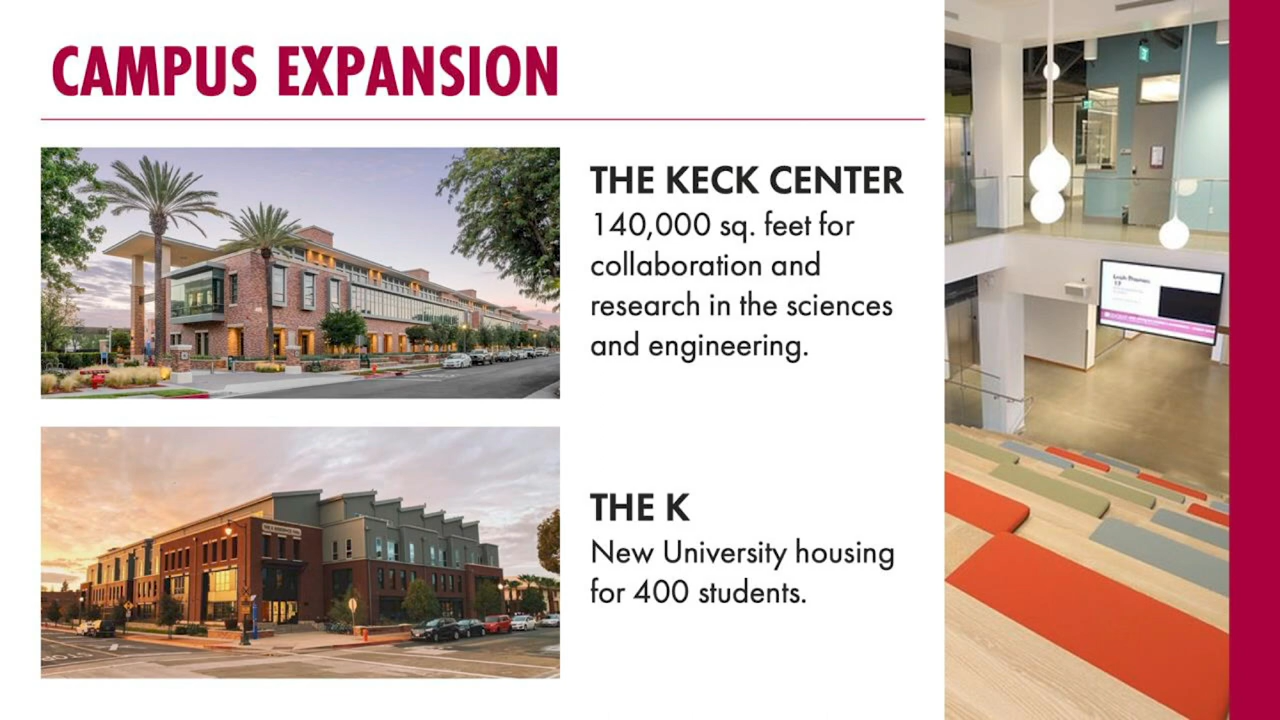 CAMPUS EXPANSION
THE KECK CENTER
140,000 sq. feet for
collaboration and
research in the sciences
and engineering.
THE K
New University housing
for 400 students.